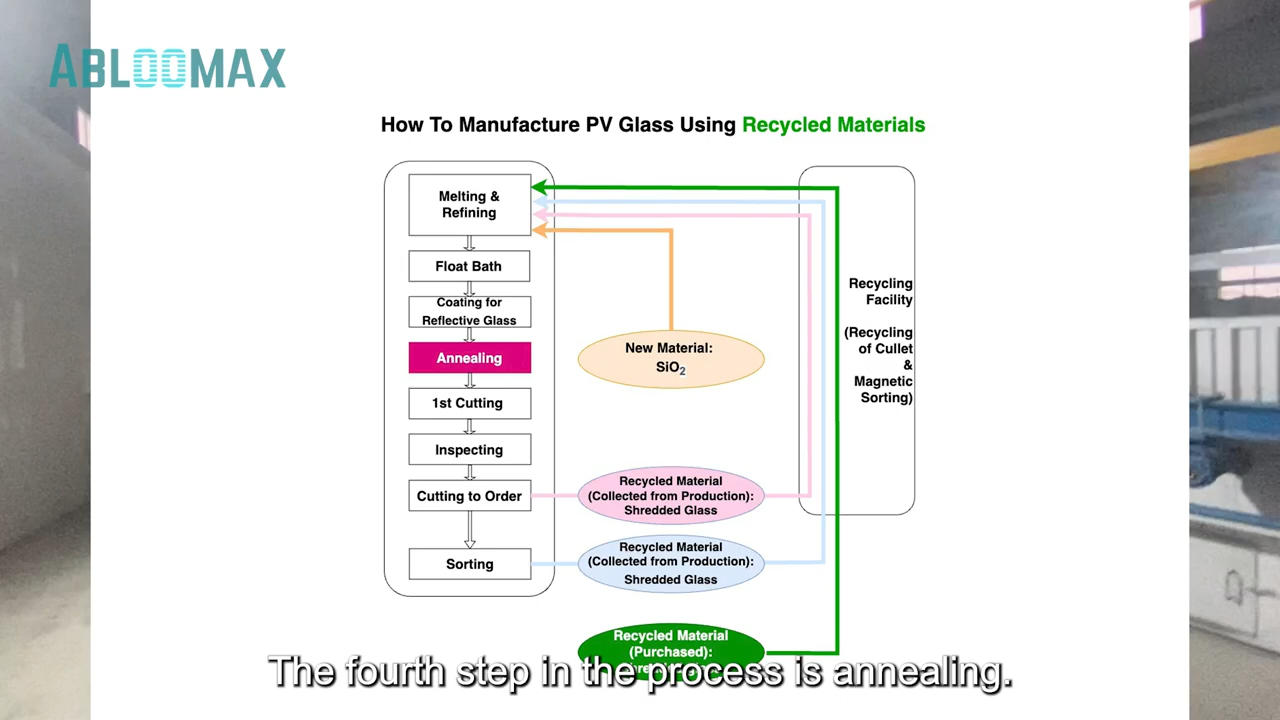 ABLOOMAX
How To Manufacture PV Glass Using Recycled Materials
Melting &
Refining
Float Bath
Coating for
Reflective Glass
Annealing
1st Cutting
Inspecting
Cutting to Order
Sorting
New Material:
SiO₂
Recycled Material
(Collected from Production):
Shredded Glass
Recycled Material
(Collected from Production):
Shredded Glass
Recycled Material
(Purchased):
Recycling
Facility
(Recycling
of Cullet
&
Magnetic
Sorting)
The fourth step in the process is annealing.